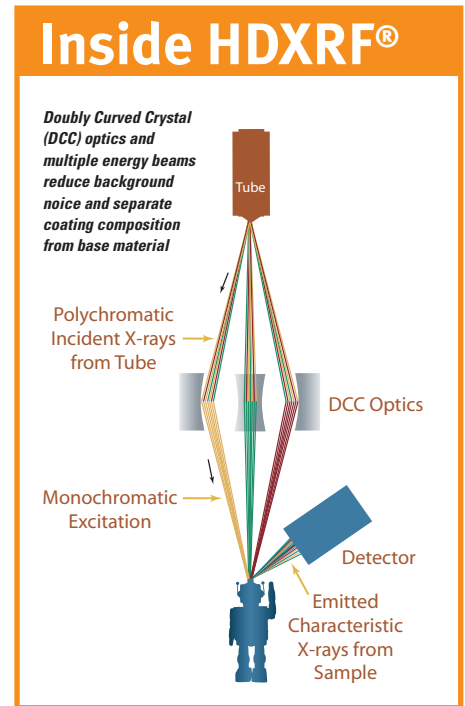 Inside HDXRF®
Doubly Curved Crystal
(DCC) optics and
multiple energy beams
reduce background
noice and separate
coating composition
from base material
Tube
Polychromatic
Incident X-rays
from Tube
DCC Optics
Monochromatic
Excitation
Detector
Emitted
Characteristic
X-rays from
Sample